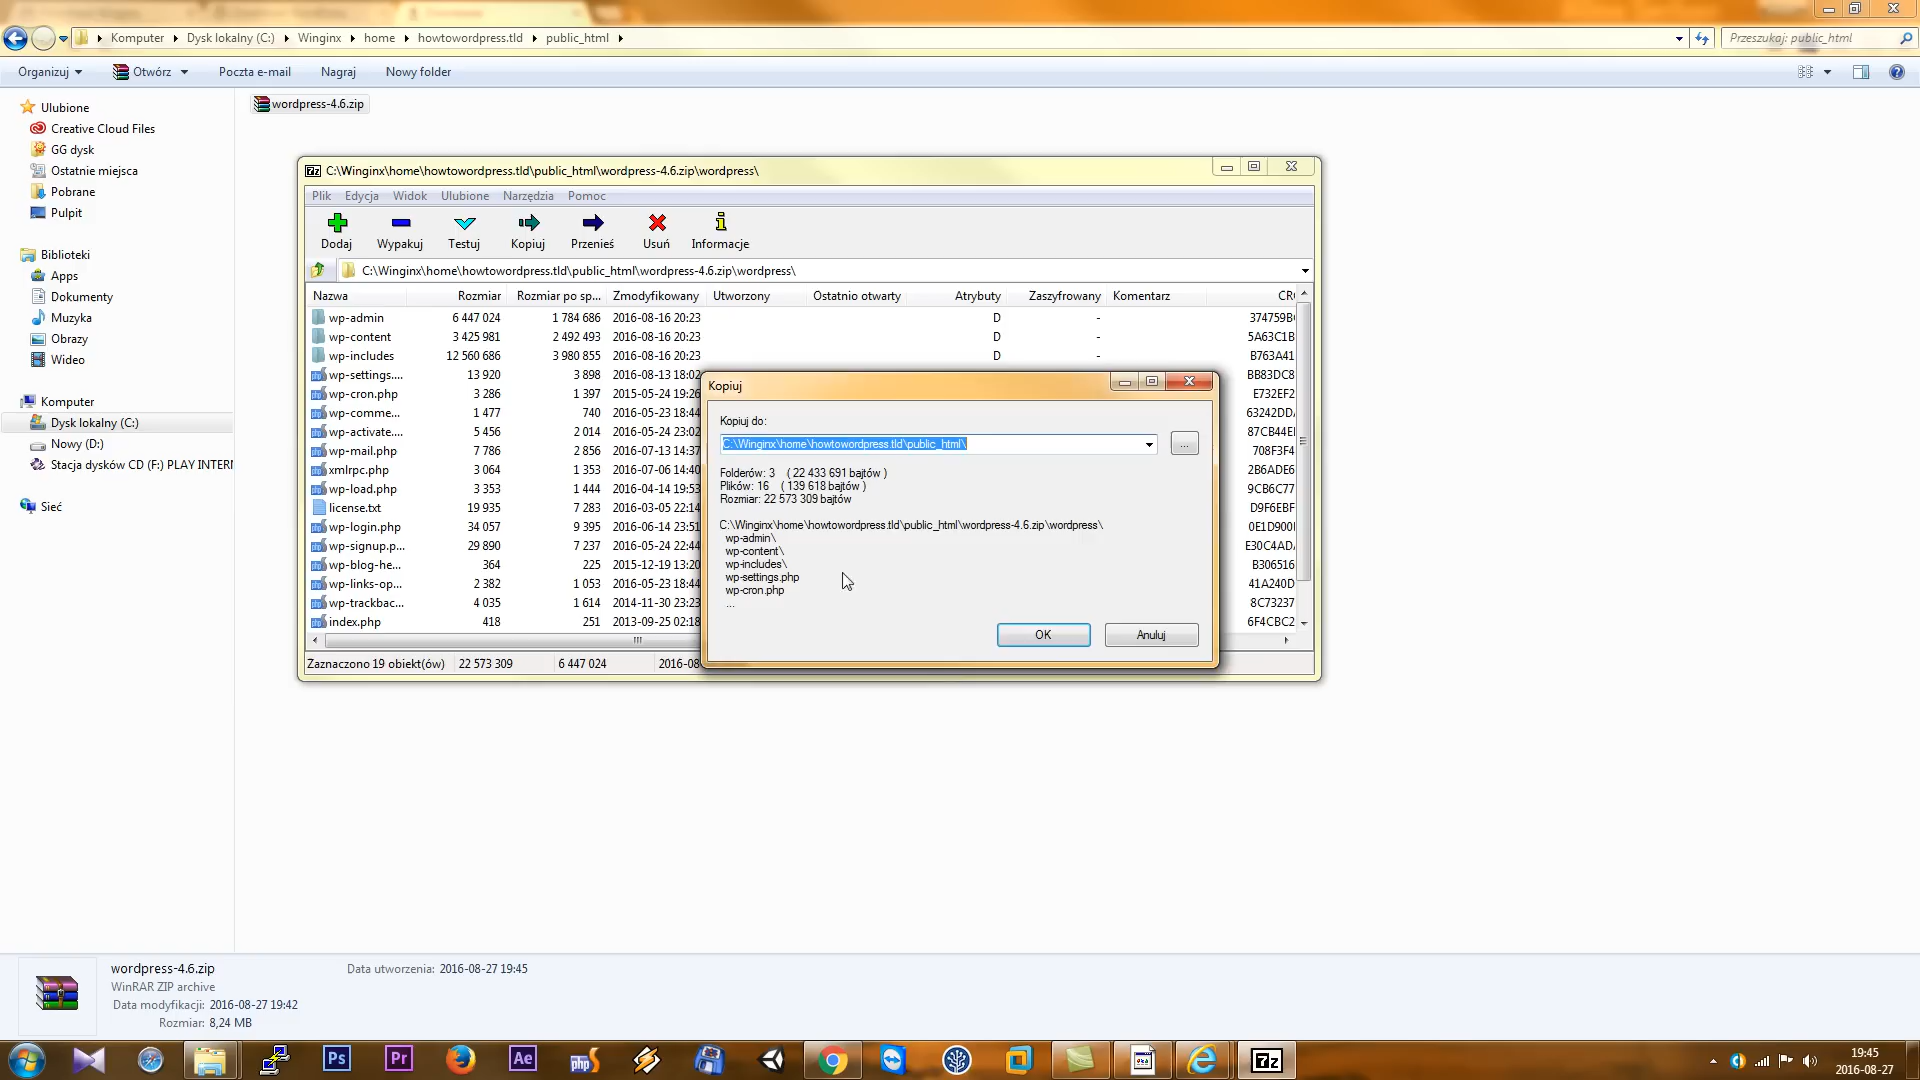 Komputer Dysk lokalny (C:) Winginx home howtowordpress.tld public_html Przeszukaj: public_html
Organizuj Otwórz Poczta e-mail Nagraj Nowy folder
Ulubione
Creative Cloud Files
GG dysk
Ostatnie miejsca
Pobrane
Pulpit
Biblioteki
Apps
Dokumenty
Muzyka
Obrazy
Wideo
Komputer
Dysk lokalny (C:)
Nowy (D:)
Stacja dysków CD (F:) PLAY INTERN
Sieć
wordpress-4.6.zip
7z C:\Winginx\home\howtowordpress.tld\public_html\wordpress-4.6.zip\wordpress\
Plik Edycja Widok Ulubione Narzędzia Pomoc
Dodaj Wypakuj Testuj Kopiuj Przenieś Usuń Informacje
C:\Winginx\home\howtowordpress.tld\public_html\wordpress-4.6.zip\wordpress\
Nazwa Rozmiar Rozmiar po sp... Zmodyfikowany Utworzony Ostatnio otwarty Atrybuty Zaszyfrowany Komentarz CR
wp-admin 6 447 024 1 784 686 2016-08-16 20:23 D - 374759B
wp-content 3 425 981 2 492 493 2016-08-16 20:23 D - 5A63C1B
wp-includes 12 560 686 3 980 855 2016-08-16 20:23 D - B763A41
wp-settings.... 13 920 3 898 2016-08-13 18:02 BB83DC8
wp-cron.php 3 286 1 397 2015-05-24 19:26 E732EF2
wp-comme... 1 477 740 2016-05-23 18:44 63242DD
wp-activate.... 5 456 2 014 2016-05-24 23:02 87CB44E
wp-mail.php 7 786 2 856 2016-07-13 14:37 708F3F4
xmlrpc.php 3 064 1 353 2016-07-06 14:40 2B6ADE6
wp-load.php 3 353 1 444 2016-04-14 19:53 9CB6C77
license.txt 19 935 7 283 2016-03-05 22:14 D9F6EBF
wp-login.php 34 057 9 395 2016-06-14 23:51 0E1D900
wp-signup.p... 29 890 7 237 2016-05-24 22:44 E30C4AD
wp-blog-he... 364 225 2015-12-19 13:20 B306516
wp-links-op... 2 382 1 053 2016-05-23 18:44 41A240D
wp-trackbac... 4 035 1 614 2014-11-30 23:23 8C73237
index.php 418 251 2013-09-25 02:18 6F4CBC2
Zaznaczono 19 obiekt(ów) 22 573 309 6 447 024 2016-08
Kopiuj
Kopiuj do:
C:\Winginx\home\howtowordpress.tld\public_html\
...
Folderów: 3 ( 22 433 691 bajtów )
Plików: 16 ( 139 618 bajtów )
Rozmiar: 22 573 309 bajtów
C:\Winginx\home\howtowordpress.tld\public_html\wordpress-4.6.zip\wordpress\
wp-admin\
wp-content\
wp-includes\
wp-settings.php
wp-cron.php
...
OK Anuluj
wordpress-4.6.zip Data utworzenia: 2016-08-27 19:45
WinRAR ZIP archive
Data modyfikacji: 2016-08-27 19:42
Rozmiar: 8,24 MB
Ps Pr Ae php 7z
19:45
2016-08-27